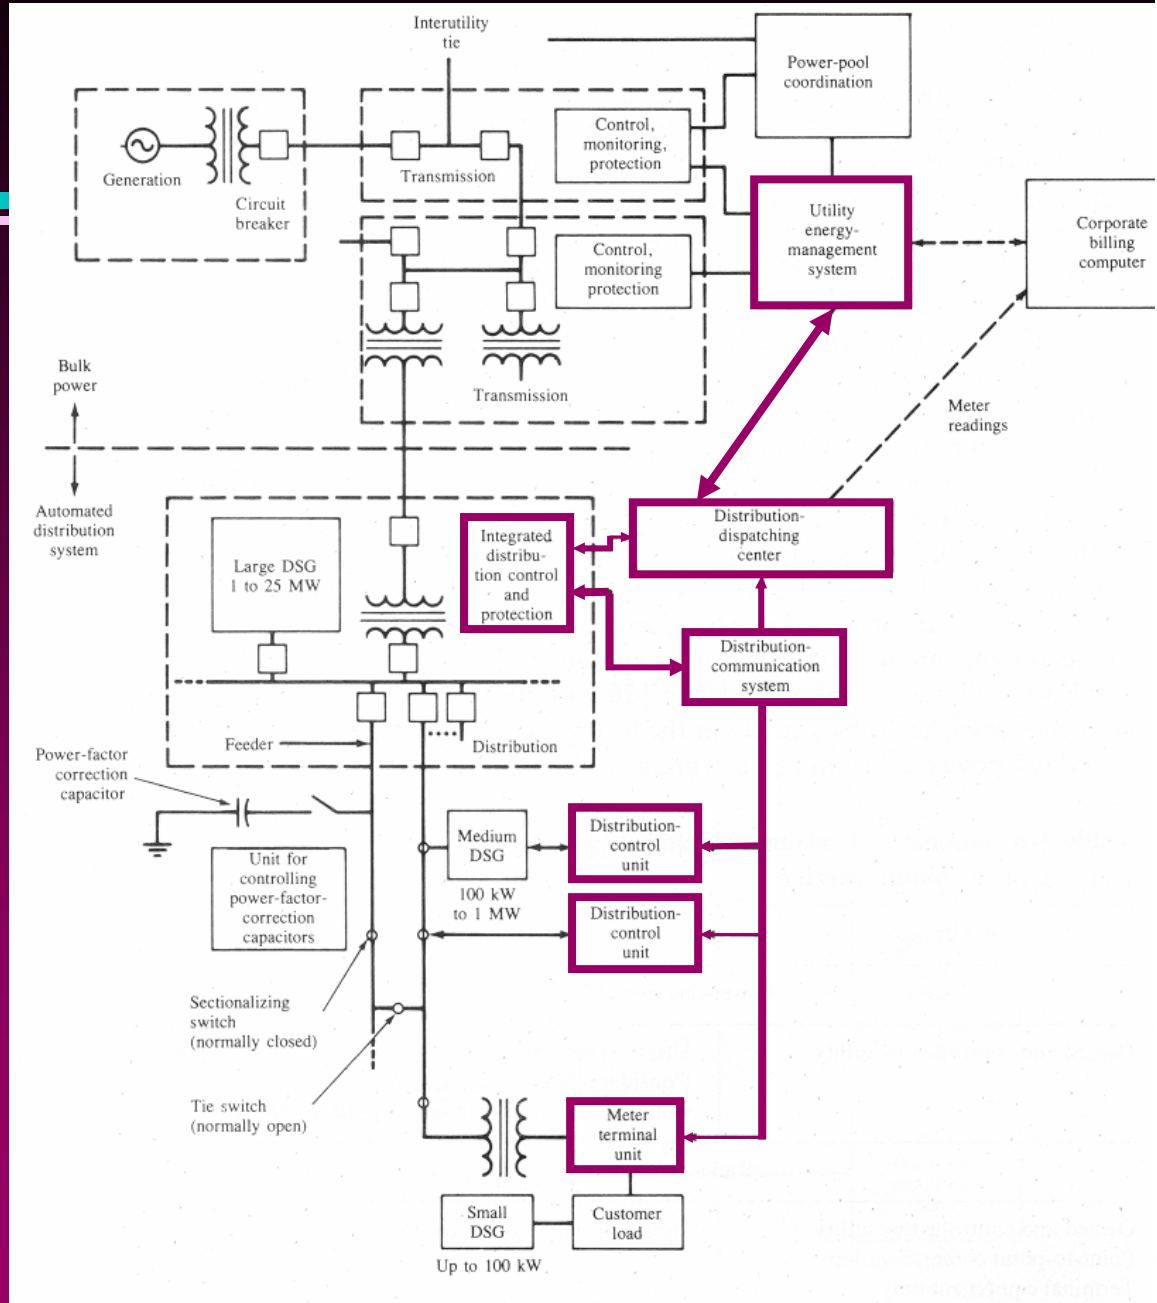 Interutility
tie
Power-pool
coordination
Control,
monitoring,
protection
Generation
Transmission
Circuit
breaker
Utility
energy-
management
system
Corporate
billing
computer
Control,
monitoring
protection
Bulk
power
Transmission
Meter
readings
Automated
distribution
system
Large DSG
1 to 25 MW
Integrated
distribu-
tion control
and
protection
Distribution-
dispatching
center
Distribution-
communication
system
Feeder
Distribution
Power-factor
correction
capacitor
Medium
DSG
Distribution-
control
unit
Unit for
controlling
power-factor-
correction
capacitors
100 kW
to 1 MW
Distribution-
control
unit
Sectionalizing
switch
(normally closed)
Tie switch
(normally open)
Meter
terminal
unit
Small
DSG
Customer
load
Up to 100 kW